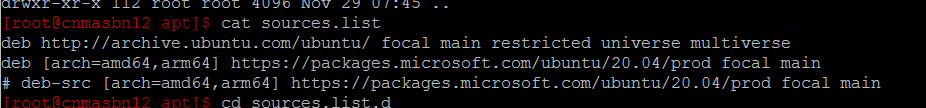 drwxr-xr-x 112 root root 4096 Nov 29 07:45 ..
[root@cnmasbn12 apt]$ cat sources.list
deb http://archive.ubuntu.com/ubuntu/ focal main restricted universe multiverse
deb [arch=amd64,arm64] https://packages.microsoft.com/ubuntu/20.04/prod focal main
# deb-src [arch=amd64,arm64] https://packages.microsoft.com/ubuntu/20.04/prod focal main
[root@cnmasbn12 apt]$ cd sources.list.d